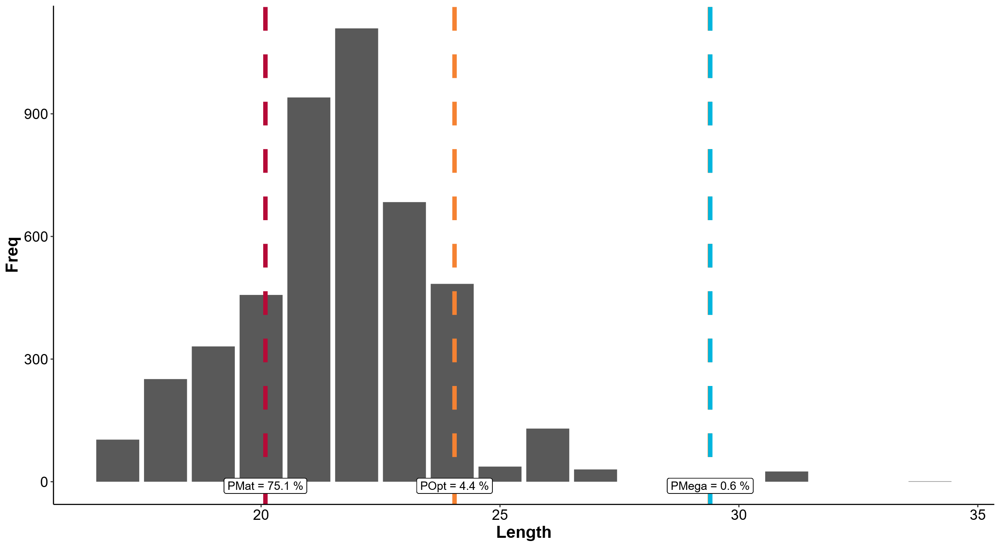 900
600
300
0
Freq
PMat = 75.1 %
POpt = 4.4 %
PMega = 0.6 %
20
25
30
35
Length